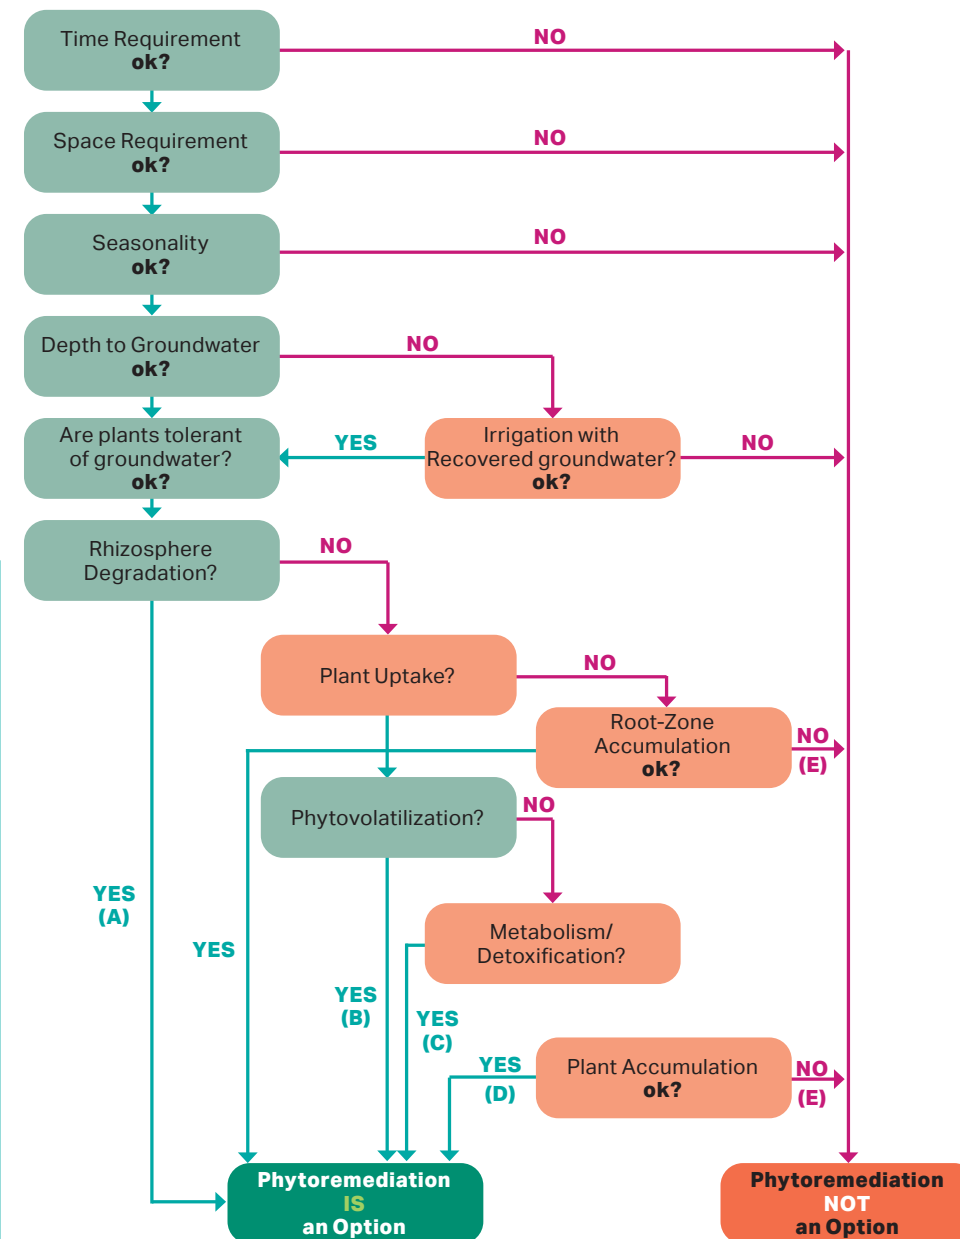 Time Requirement
ok?
NO
Space Requirement
ok?
NO
Seasonality
ok?
NO
Depth to Groundwater
ok?
NO
Are plants tolerant
of groundwater?
ok?
YES
Irrigation with
Recovered groundwater?
ok?
NO
Rhizosphere
Degradation?
NO
Plant Uptake?
NO
Root-Zone
Accumulation
ok?
NO
(E)
Phytovolatilization?
NO
YES
(A)
YES
Metabolism/
Detoxification?
YES
(B)
YES
(C)
YES
(D)
Plant Accumulation
ok?
NO
(E)
Phytoremediation
IS
an Option
Phytoremediation
NOT
an Option